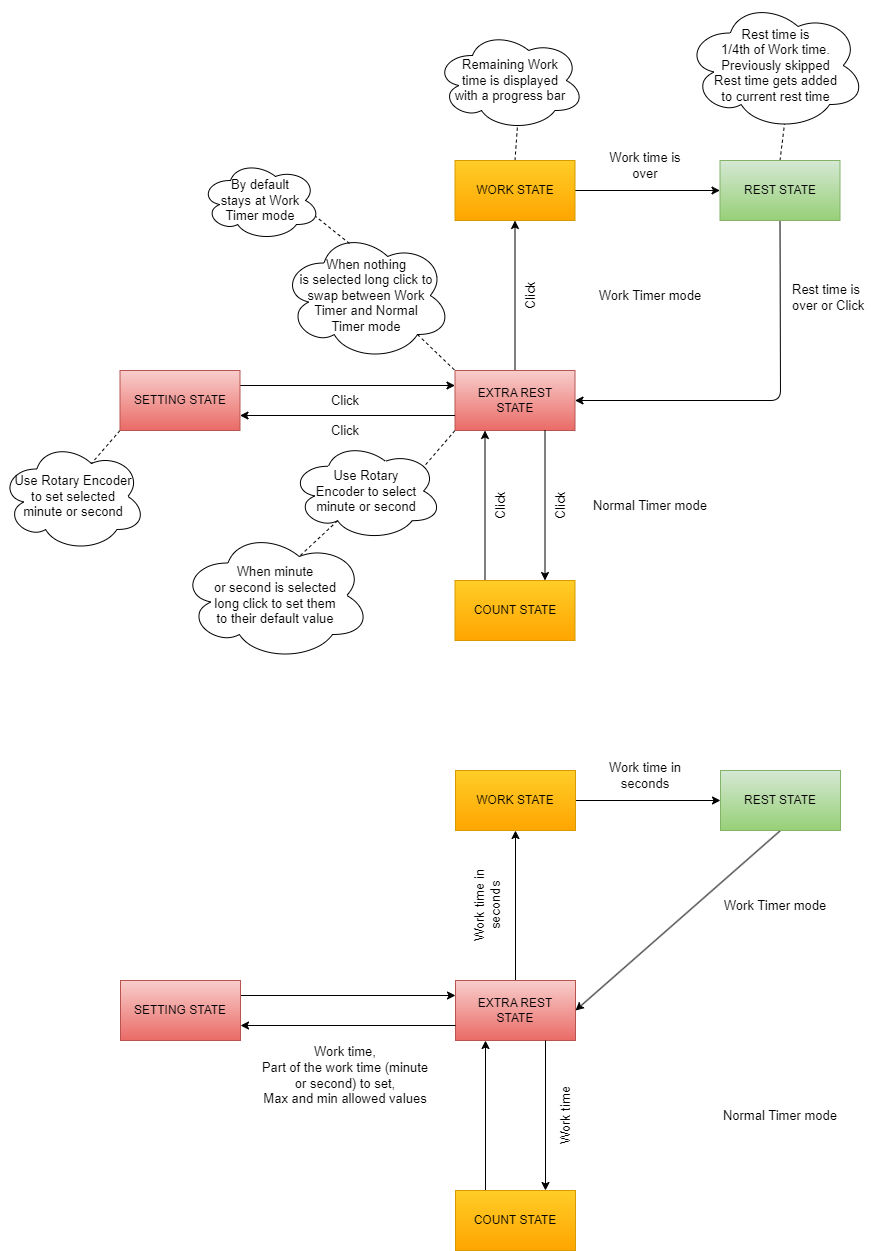 Rest time is
1/4th of Work time.
Previously skipped
Rest time gets added
to current rest time
Remaining Work
time is displayed
with a progress bar
Work time is
over
WORK STATE
REST STATE
By default
stays at Work
Timer mode
When nothing
is selected long click to
swap between Work
Timer and Normal
Timer mode
Click
Work Timer mode
Rest time is
over or Click
SETTING STATE
Click
Click
EXTRA REST
STATE
Use Rotary Encoder
to set selected
minute or second
Use Rotary
Encoder to select
minute or second
Click
Click
Normal Timer mode
When minute
or second is selected
long click to set them
to their default value
COUNT STATE
Work time in
seconds
WORK STATE
REST STATE
Work time in
seconds
Work Timer mode
SETTING STATE
EXTRA REST
STATE
Work time,
Part of the work time (minute
or second) to set,
Max and min allowed values
Work time
Normal Timer mode
COUNT STATE